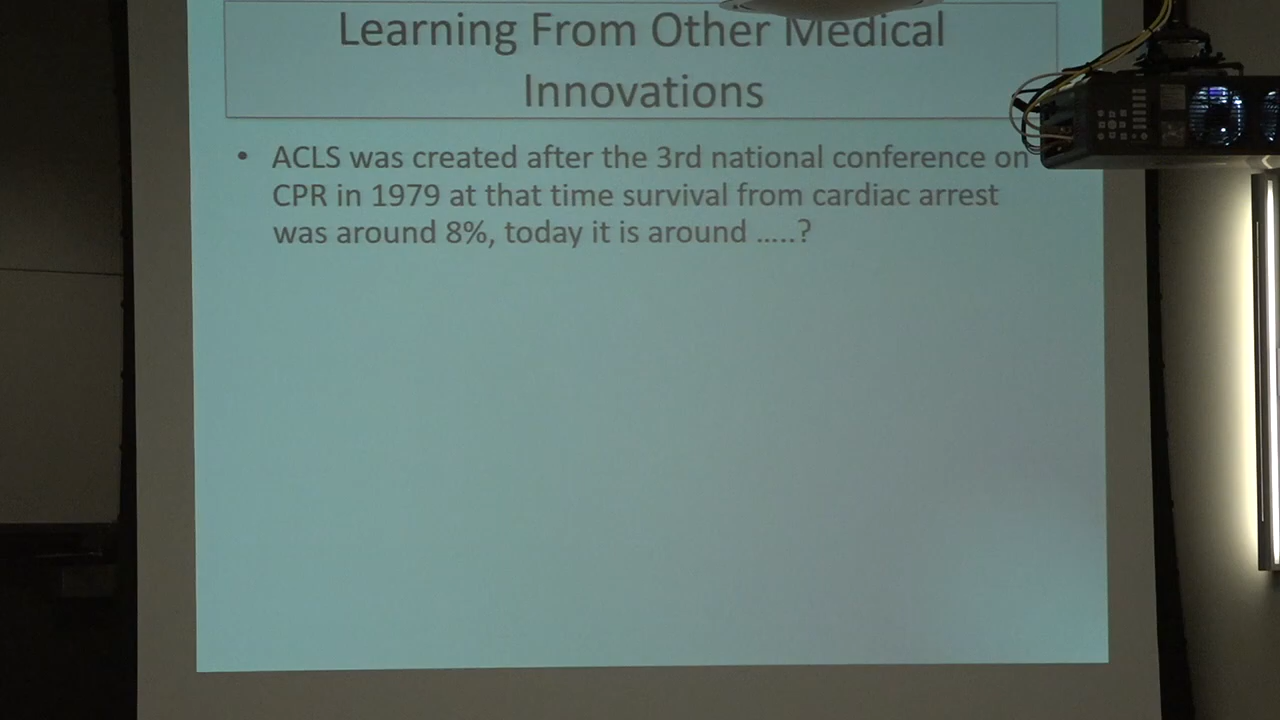 Learning From Other Medical
Innovations
• ACLS was created after the 3rd national conference on
CPR in 1979 at that time survival from cardiac arrest
was around 8%, today it is around .....?